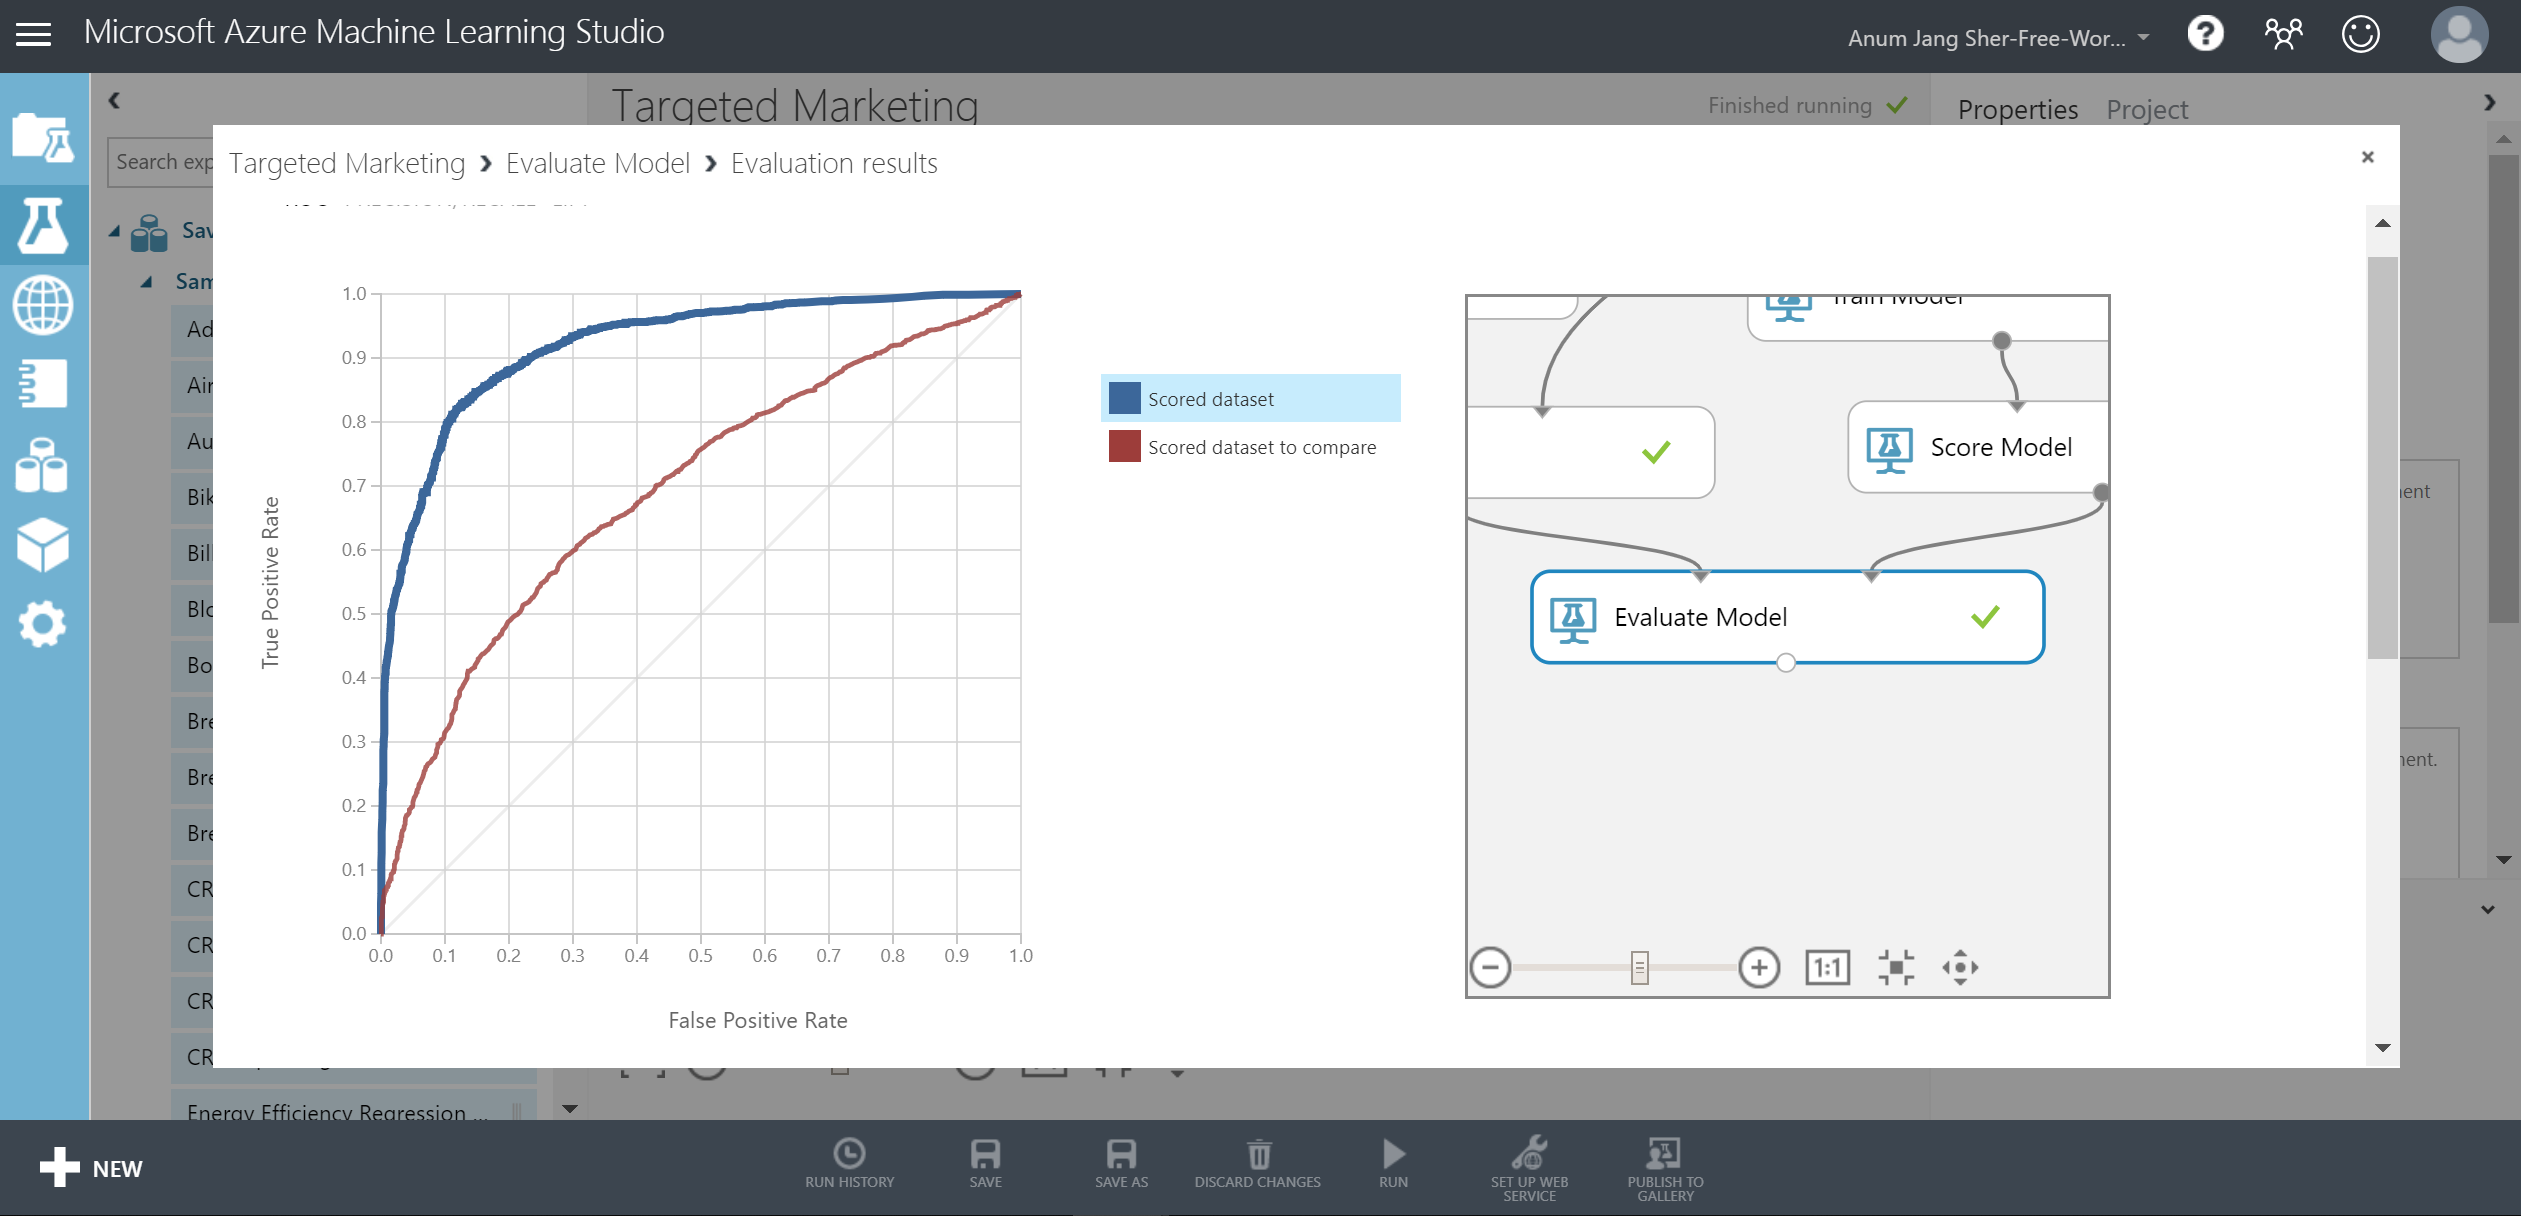 Microsoft Azure Machine Learning Studio
Anum Jang Sher-Free-Wor...
Targeted Marketing
Finished running
Properties
Project
Search exp
Targeted Marketing
Evaluate Model
Evaluation results
Sav
Sam
Ad
Air
Au
Bik
Bill
Blo
Bo
Bre
Bre
Bre
CR
CR
CR
CR
Energy Efficiency Regression ...
True Positive Rate
1.0
0.9
0.8
0.7
0.6
0.5
0.4
0.3
0.2
0.1
0.0
0.0 0.1 0.2 0.3 0.4 0.5 0.6 0.7 0.8 0.9 1.0
False Positive Rate
Scored dataset
Scored dataset to compare
Train Model
Score Model
Evaluate Model
1:1
nent
nent.
NEW
RUN HISTORY
SAVE
SAVE AS
DISCARD CHANGES
RUN
SET UP WEB
SERVICE
PUBLISH TO
GALLERY